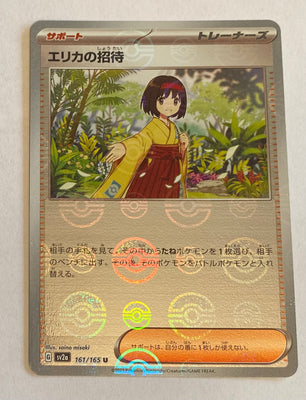 サポート
トレーナーズ
エリカの招待
しょうたい
相手の手札を見て、その中からたねポケモンを1枚選び、相手
のベンチに出す。その後、そのポケモンをバトルポケモンと入れ
替える。
サポートは、自分の番に1枚しか使えない。
Illus. saino misaki
G sv2a 161/165 U